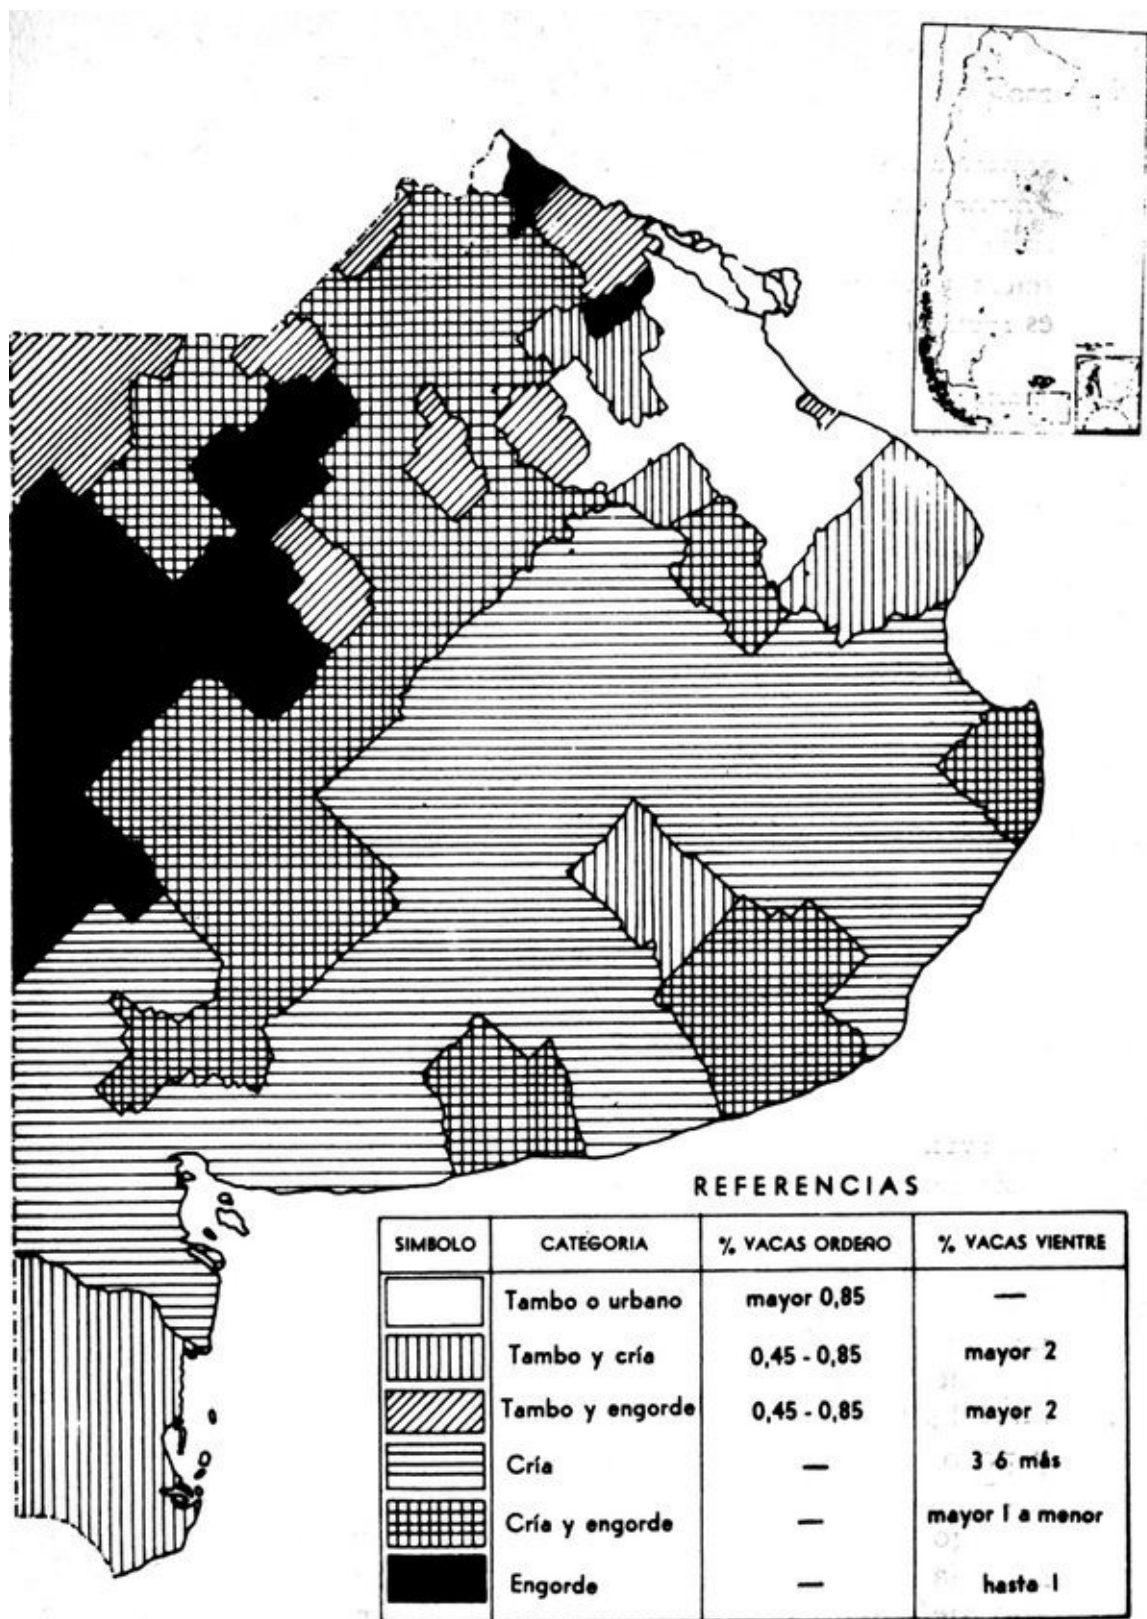 REFERENCIAS
SIMBOLO CATEGORIA % VACAS ORDEÑO % VACAS VIENTRE
Tambo o urbano mayor 0,85 —
Tambo y cría 0,45 - 0,85 mayor 2
Tambo y engorde 0,45 - 0,85 mayor 2
Cría — 3 ó más
Cría y engorde — mayor 1 a menor
Engorde — hasta 1